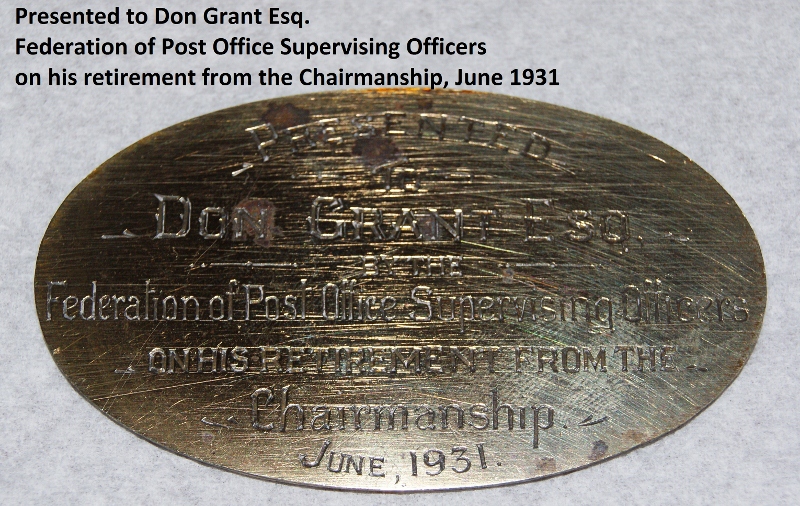 Presented to Don Grant Esq.
Federation of Post Office Supervising Officers
on his retirement from the Chairmanship, June 1931
PRESENTED
TO
DON. GRANT ESQ.
BY THE
Federation of Post Office Supervising Officers
ON HIS RETIREMENT FROM THE
Chairmanship.
JUNE, 1931.